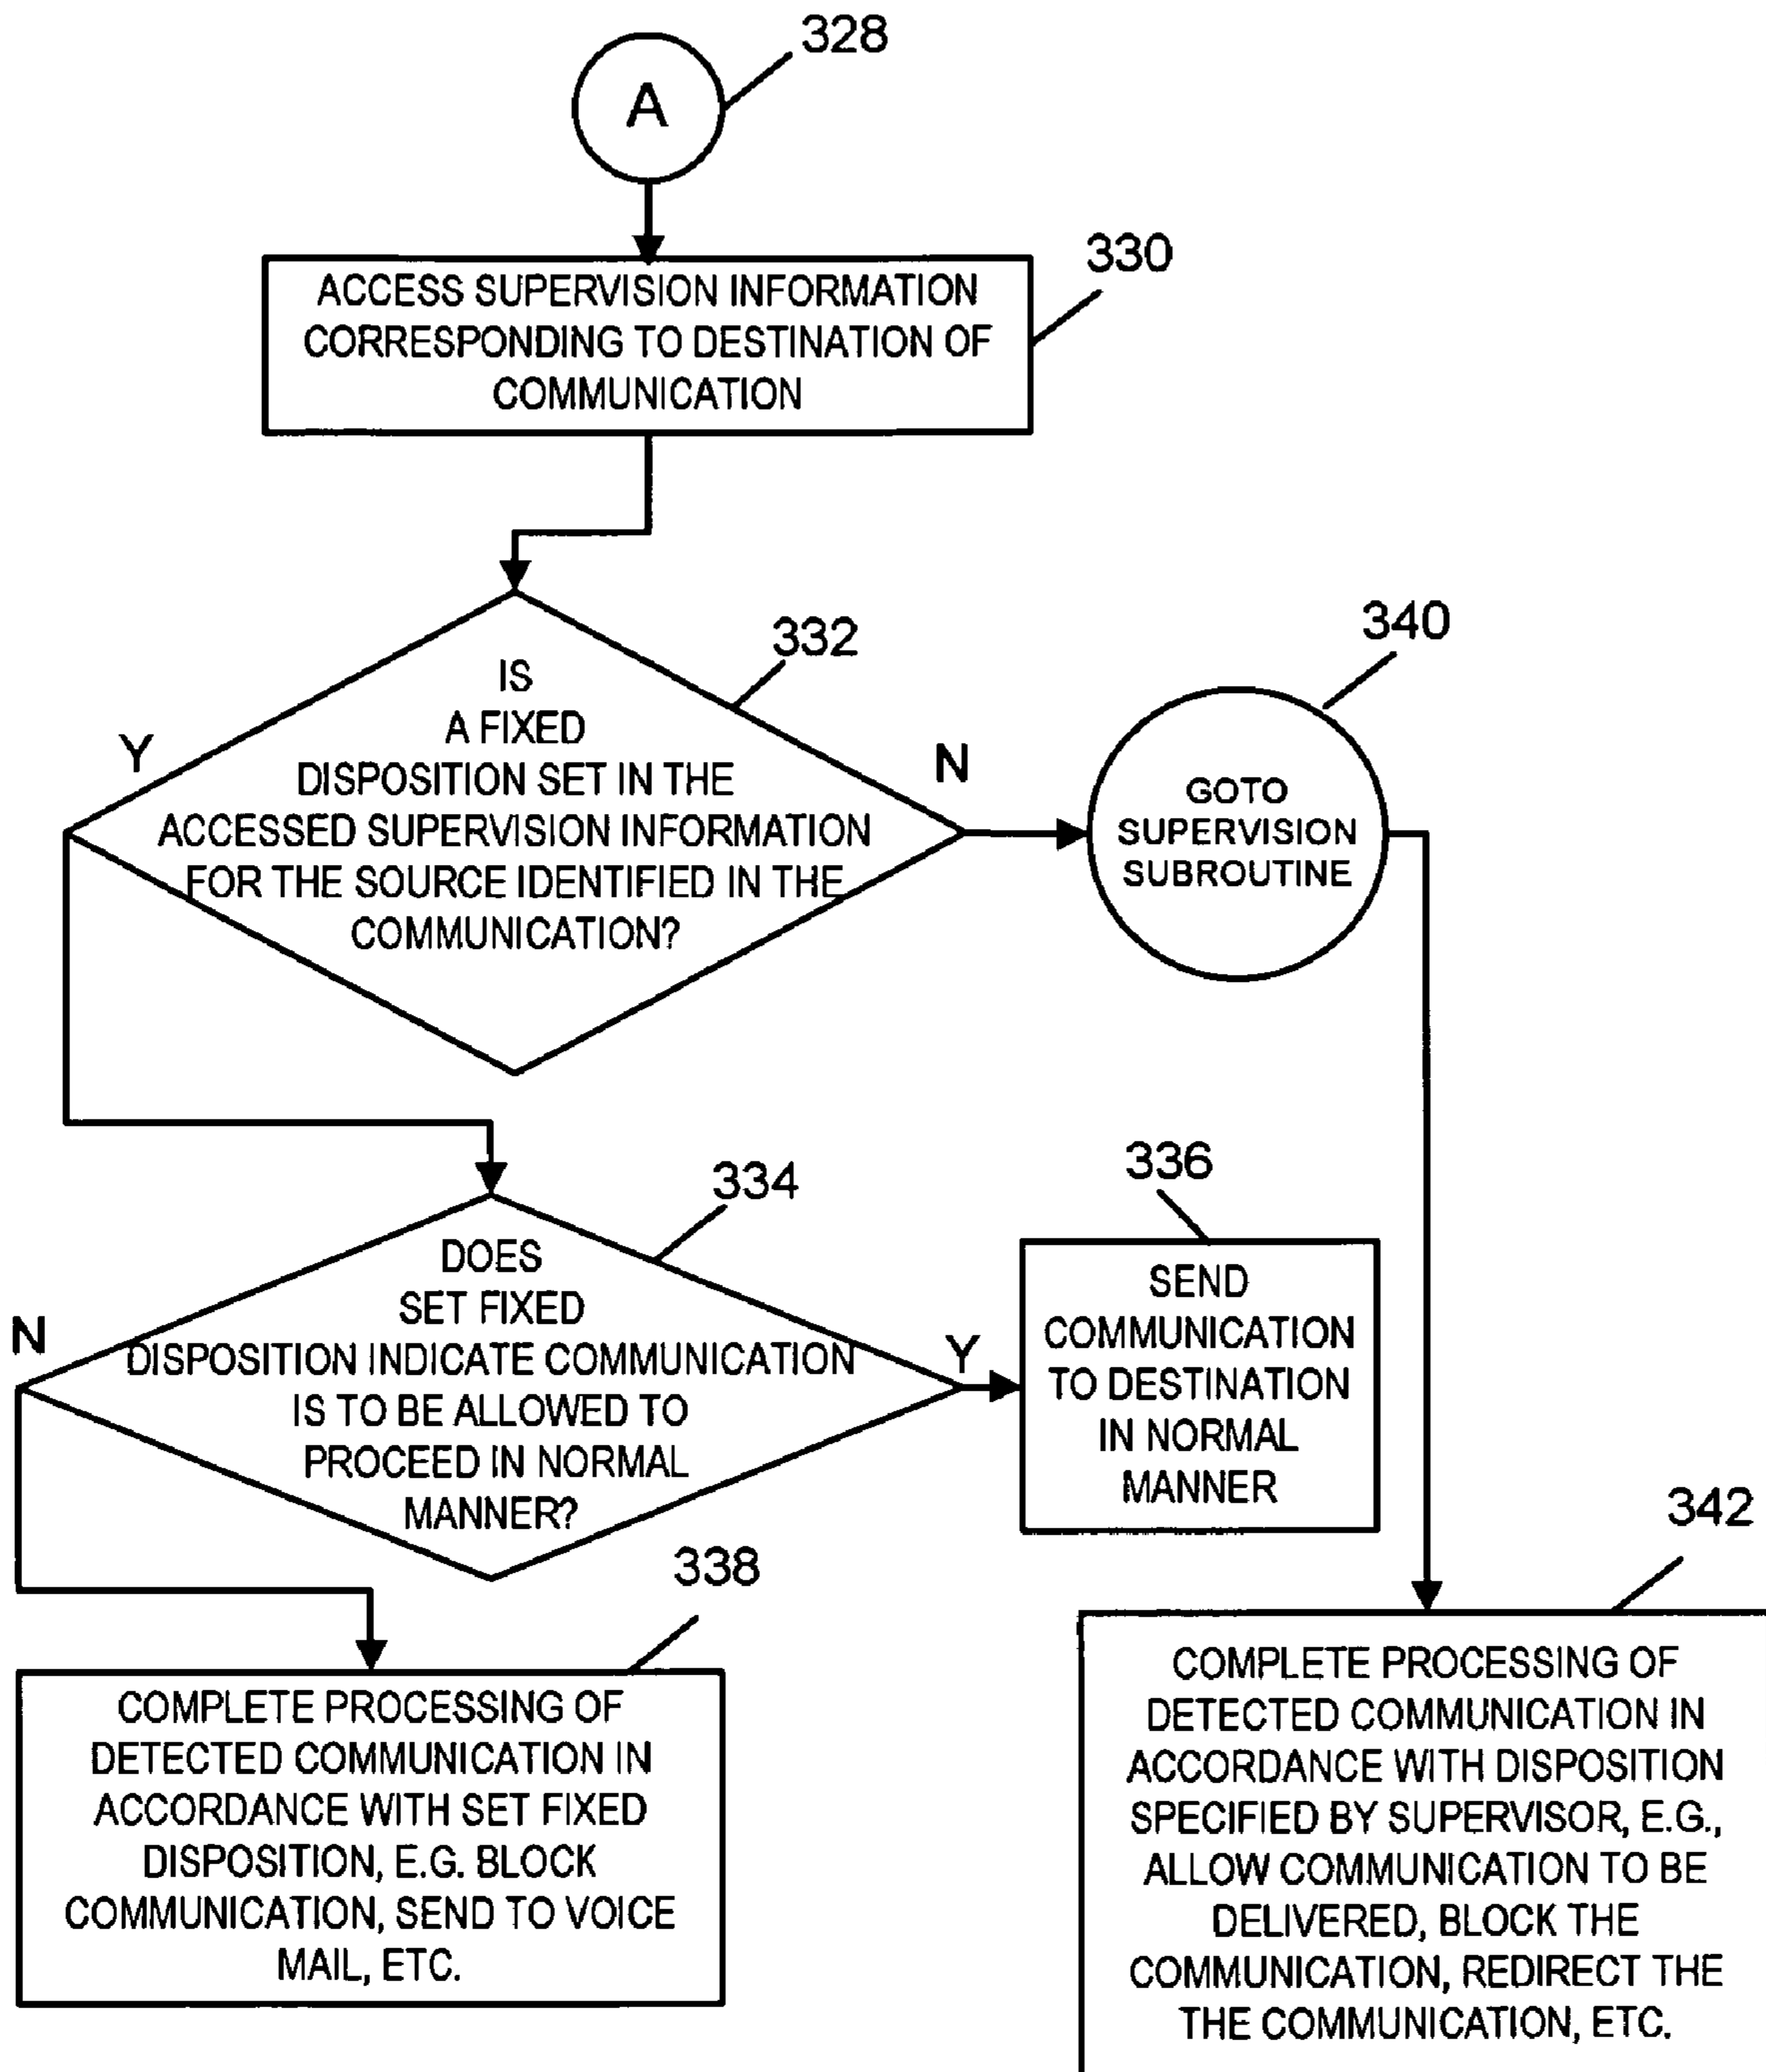 328
A
330
ACCESS SUPERVISION INFORMATION
CORRESPONDING TO DESTINATION OF
COMMUNICATION
332
IS
A FIXED
DISPOSITION SET IN THE
ACCESSED SUPERVISION INFORMATION
FOR THE SOURCE IDENTIFIED IN THE
COMMUNICATION?
Y
N
340
GOTO
SUPERVISION
SUBROUTINE
334
DOES
SET FIXED
DISPOSITION INDICATE COMMUNICATION
IS TO BE ALLOWED TO
PROCEED IN NORMAL
MANNER?
N
Y
336
SEND
COMMUNICATION
TO DESTINATION
IN NORMAL
MANNER
338
COMPLETE PROCESSING OF
DETECTED COMMUNICATION IN
ACCORDANCE WITH SET FIXED
DISPOSITION, E.G. BLOCK
COMMUNICATION, SEND TO VOICE
MAIL, ETC.
342
COMPLETE PROCESSING OF
DETECTED COMMUNICATION IN
ACCORDANCE WITH DISPOSITION
SPECIFIED BY SUPERVISOR, E.G.,
ALLOW COMMUNICATION TO BE
DELIVERED, BLOCK THE
COMMUNICATION, REDIRECT THE
THE COMMUNICATION, ETC.